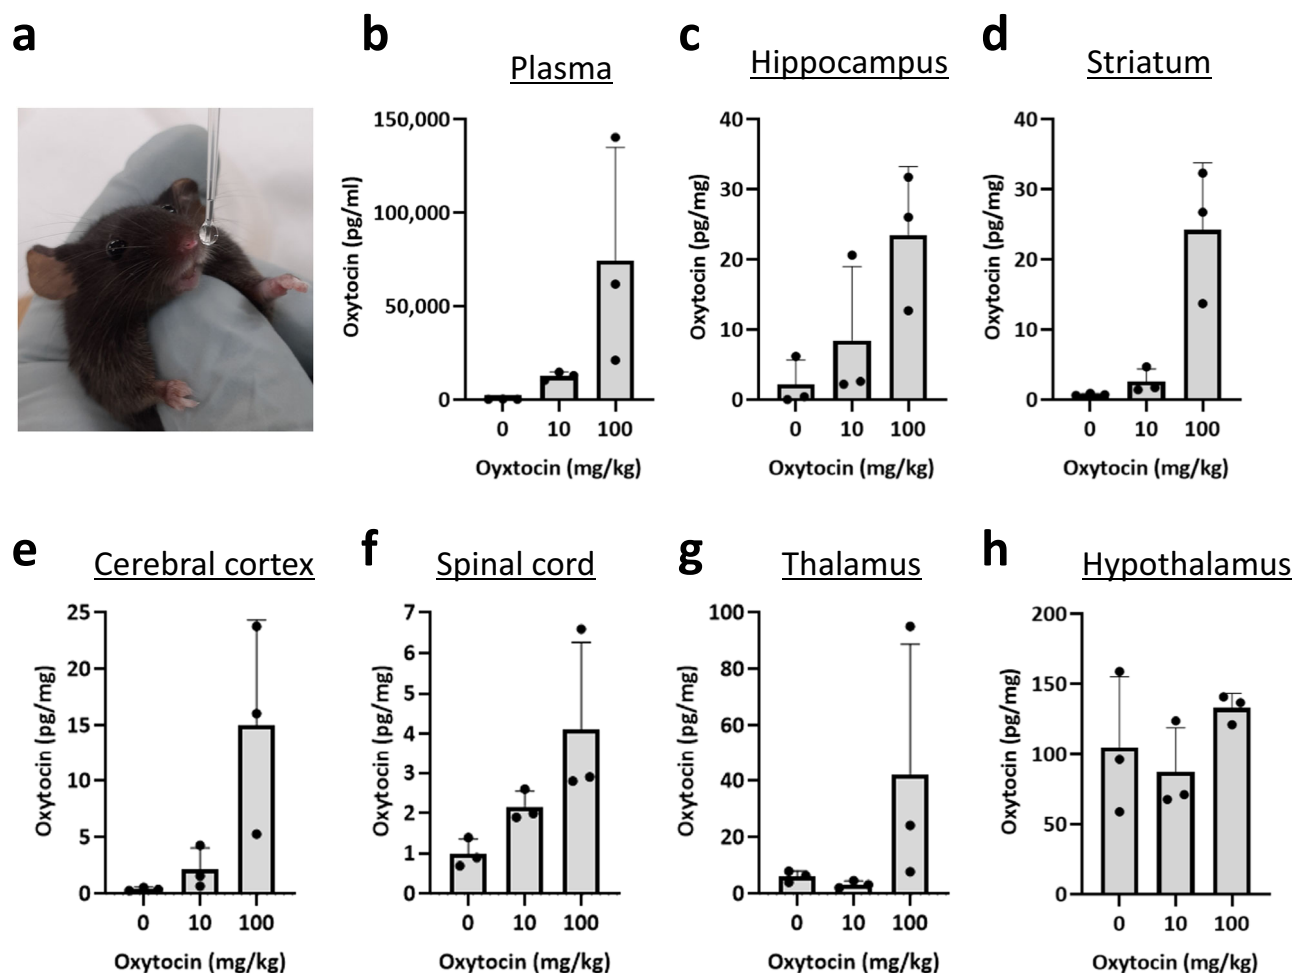 a
b
Plasma
Oxytocin (pg/ml)
150,000
100,000
50,000
0
0 10 100
Oyxtocin (mg/kg)
c
Hippocampus
Oxytocin (pg/mg)
40
30
20
10
0
0 10 100
Oxytocin (mg/kg)
d
Striatum
Oxytocin (pg/mg)
40
30
20
10
0
0 10 100
Oxytocin (mg/kg)
e
Cerebral cortex
Oxytocin (pg/mg)
25
20
15
10
5
0
0 10 100
Oxytocin (mg/kg)
f
Spinal cord
Oxytocin (pg/mg)
7
6
5
4
3
2
1
0
0 10 100
Oxytocin (mg/kg)
g
Thalamus
Oxytocin (pg/mg)
100
80
60
40
20
0
0 10 100
Oxytocin (mg/kg)
h
Hypothalamus
Oxytocin (pg/mg)
200
150
100
50
0
0 10 100
Oxytocin (mg/kg)